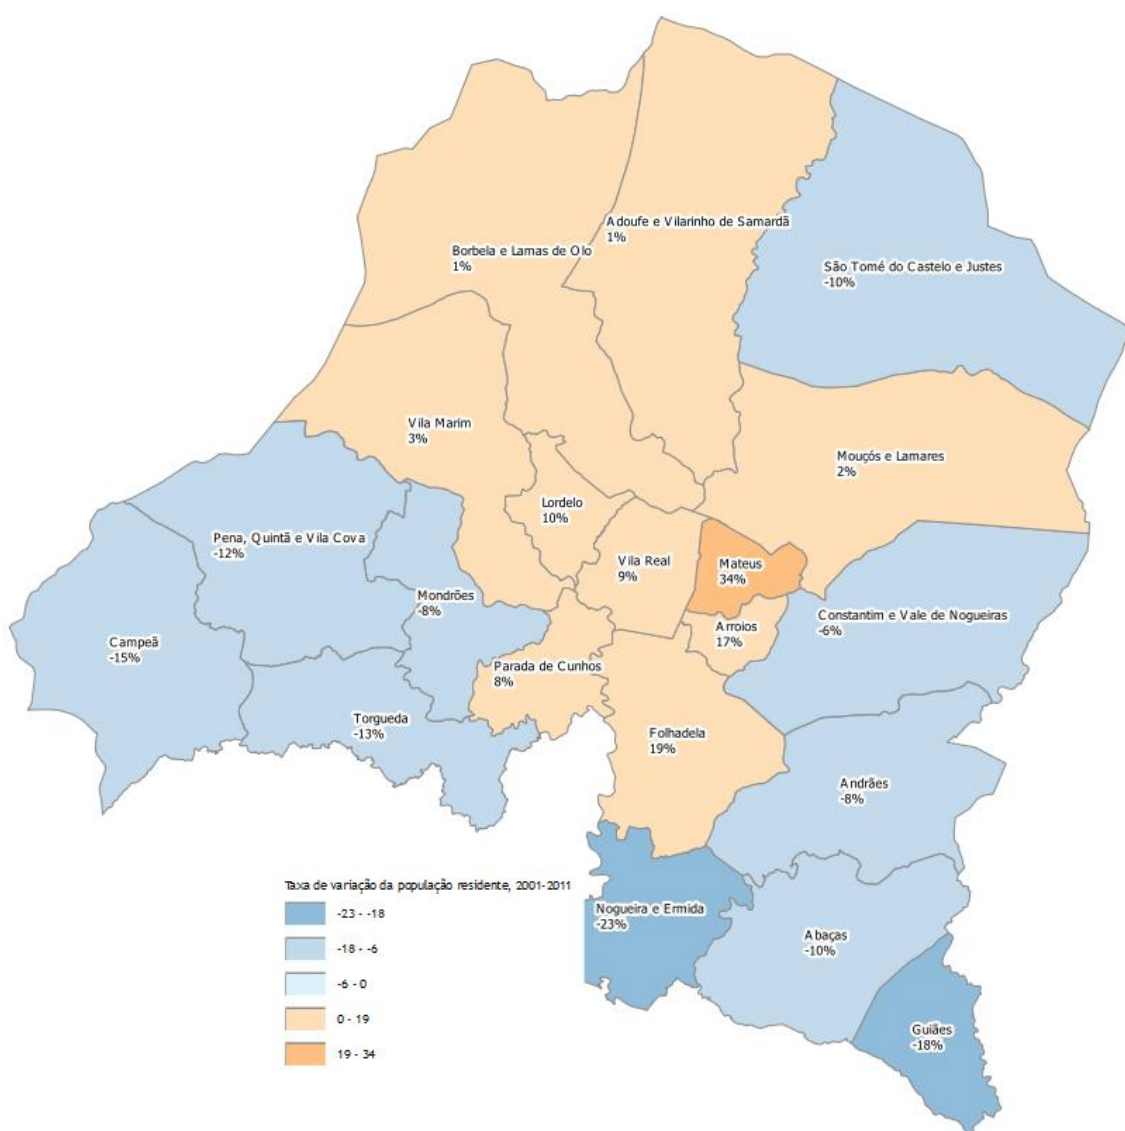 Adoufe e Vilarinho de Samardã
1%
Borbela e Lamas de Olo
1%
São Tomé do Castelo e Justes
-10%
Vila Marim
3%
Mouçós e Lamares
2%
Lordelo
10%
Pena, Quintã e Vila Cova
-12%
Vila Real
9%
Mateus
34%
Mondrões
-8%
Constantim e Vale de Nogueiras
-6%
Arroios
17%
Campeã
-15%
Parada de Cunhos
8%
Torgueda
-13%
Folhadela
19%
Andrães
-8%
Taxa de variação da população residente, 2001-2011
-23 - -18
-18 - -6
-6 - 0
0 - 19
19 - 34
Nogueira e Ermida
-23%
Abaças
-10%
Guiães
-18%